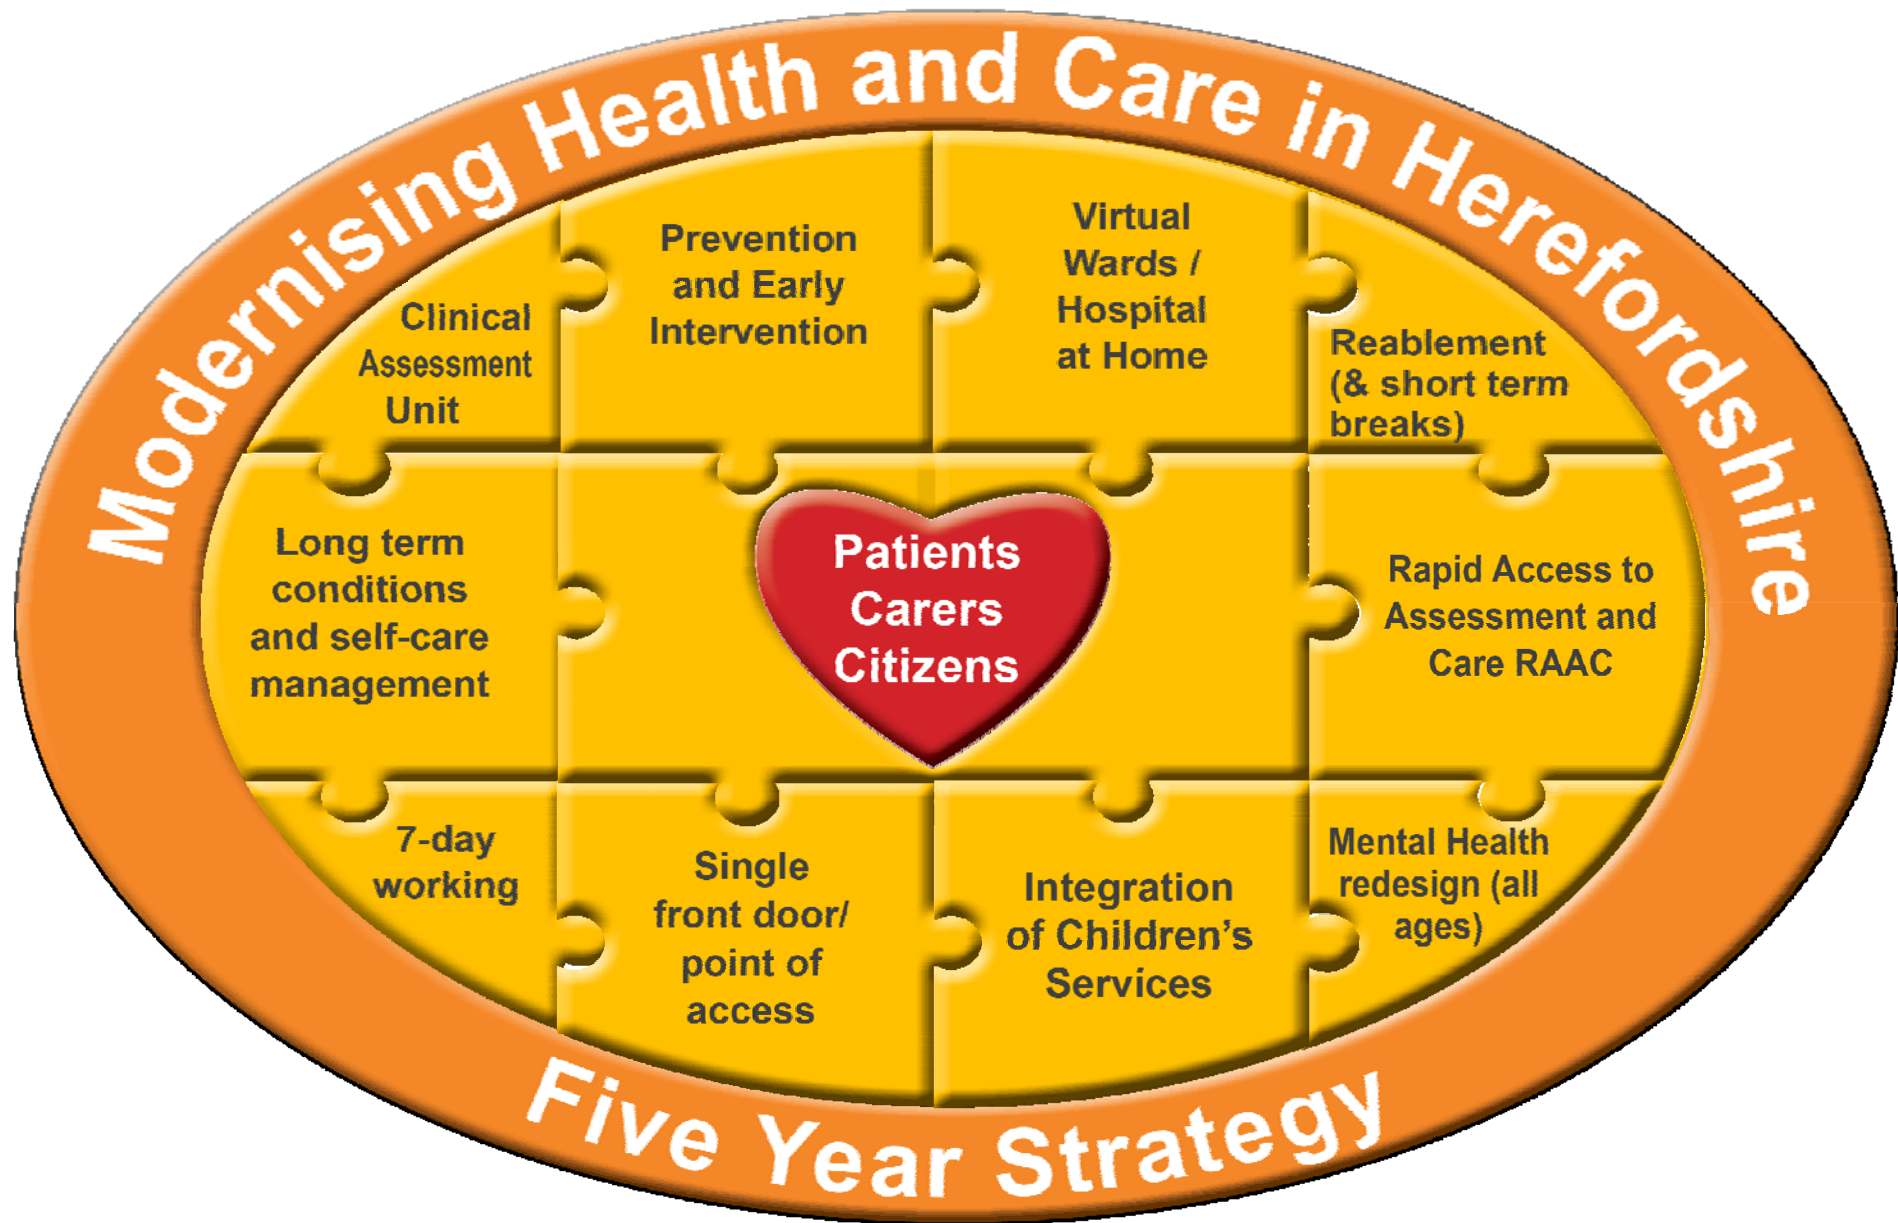 Modernising Health and Care in Herefordshire
Clinical
Assessment
Unit
Prevention
and Early
Intervention
Virtual
Wards /
Hospital
at Home
Reablement
(& short term
breaks)
Long term
conditions
and self-care
management
Patients
Carers
Citizens
Rapid Access to
Assessment and
Care RAAC
7-day
working
Single
front door/
point of
access
Integration
of Children’s
Services
Mental Health
redesign (all
ages)
Five Year Strategy